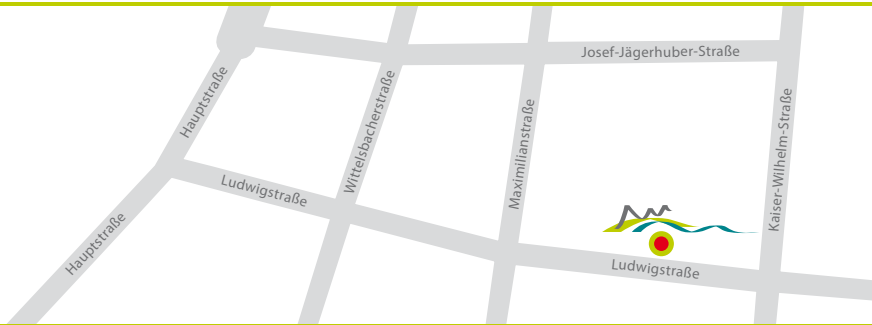 Josef-Jägerhuber-Straße
Hauptstraße
Wittelsbacherstraße
Maximilianstraße
Kaiser-Wilhelm-Straße
Ludwigstraße
Hauptstraße
Ludwigstraße